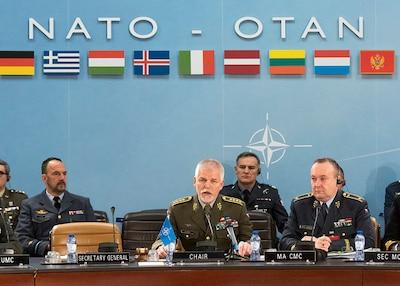 NATO - OTAN
UMC
SECRETARY GENERAL
CHAIR
MA CMC
SEC MC